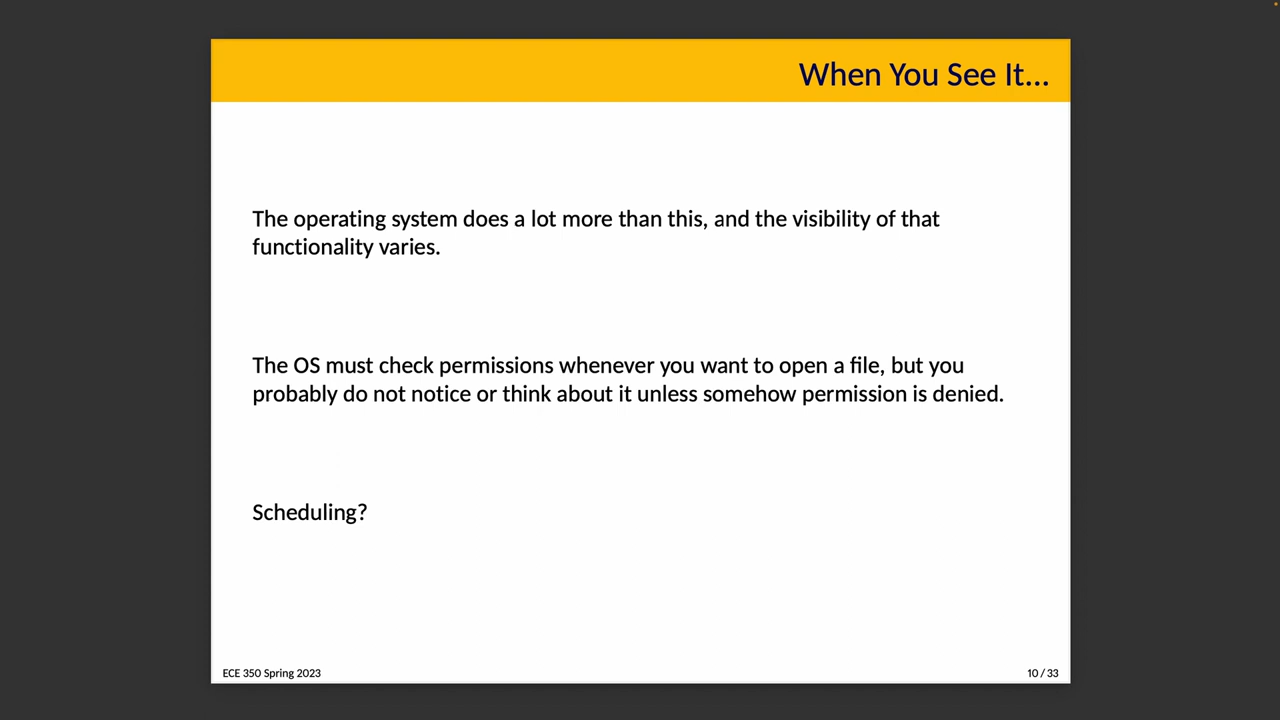 When You See It...
The operating system does a lot more than this, and the visibility of that
functionality varies.
The OS must check permissions whenever you want to open a file, but you
probably do not notice or think about it unless somehow permission is denied.
Scheduling?
ECE 350 Spring 2023
10 / 33